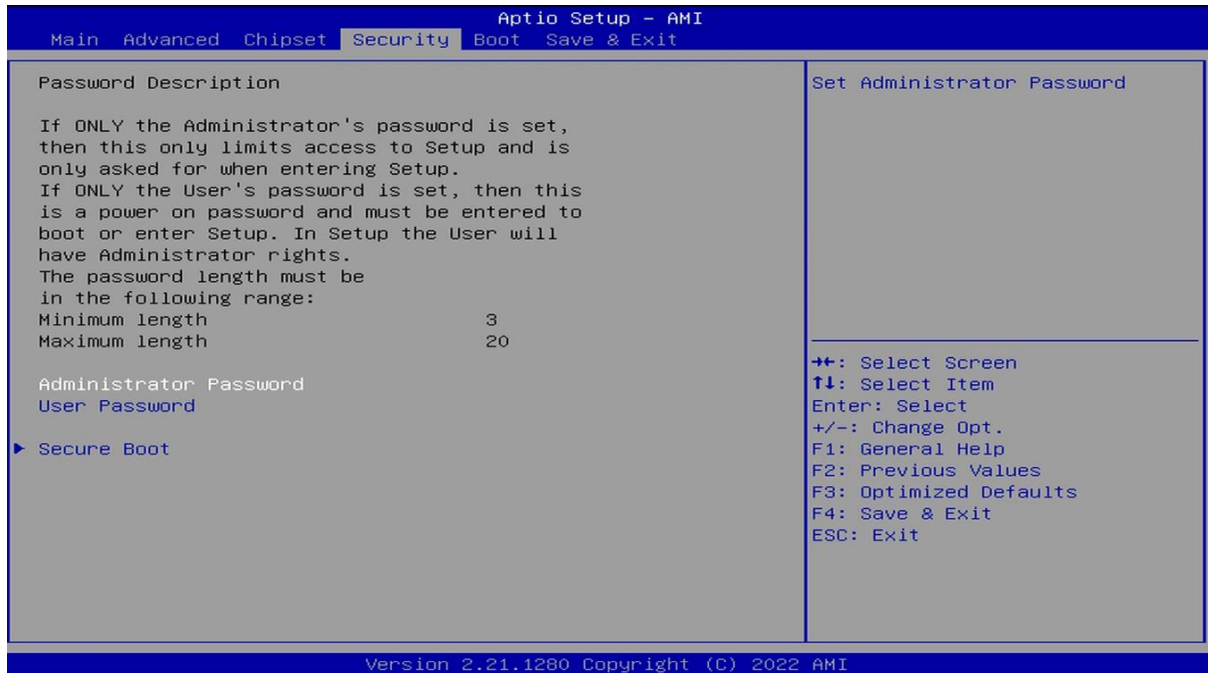 Aptio Setup – AMI
Main Advanced Chipset Security Boot Save & Exit
Password Description
If ONLY the Administrator's password is set,
then this only limits access to Setup and is
only asked for when entering Setup.
If ONLY the User's password is set, then this
is a power on password and must be entered to
boot or enter Setup. In Setup the User will
have Administrator rights.
The password length must be
in the following range:
Minimum length 3
Maximum length 20
Administrator Password
User Password
► Secure Boot
Set Administrator Password
→←: Select Screen
↑↓: Select Item
Enter: Select
+/-: Change Opt.
F1: General Help
F2: Previous Values
F3: Optimized Defaults
F4: Save & Exit
ESC: Exit
Version 2.21.1280 Copyright (C) 2022 AMI